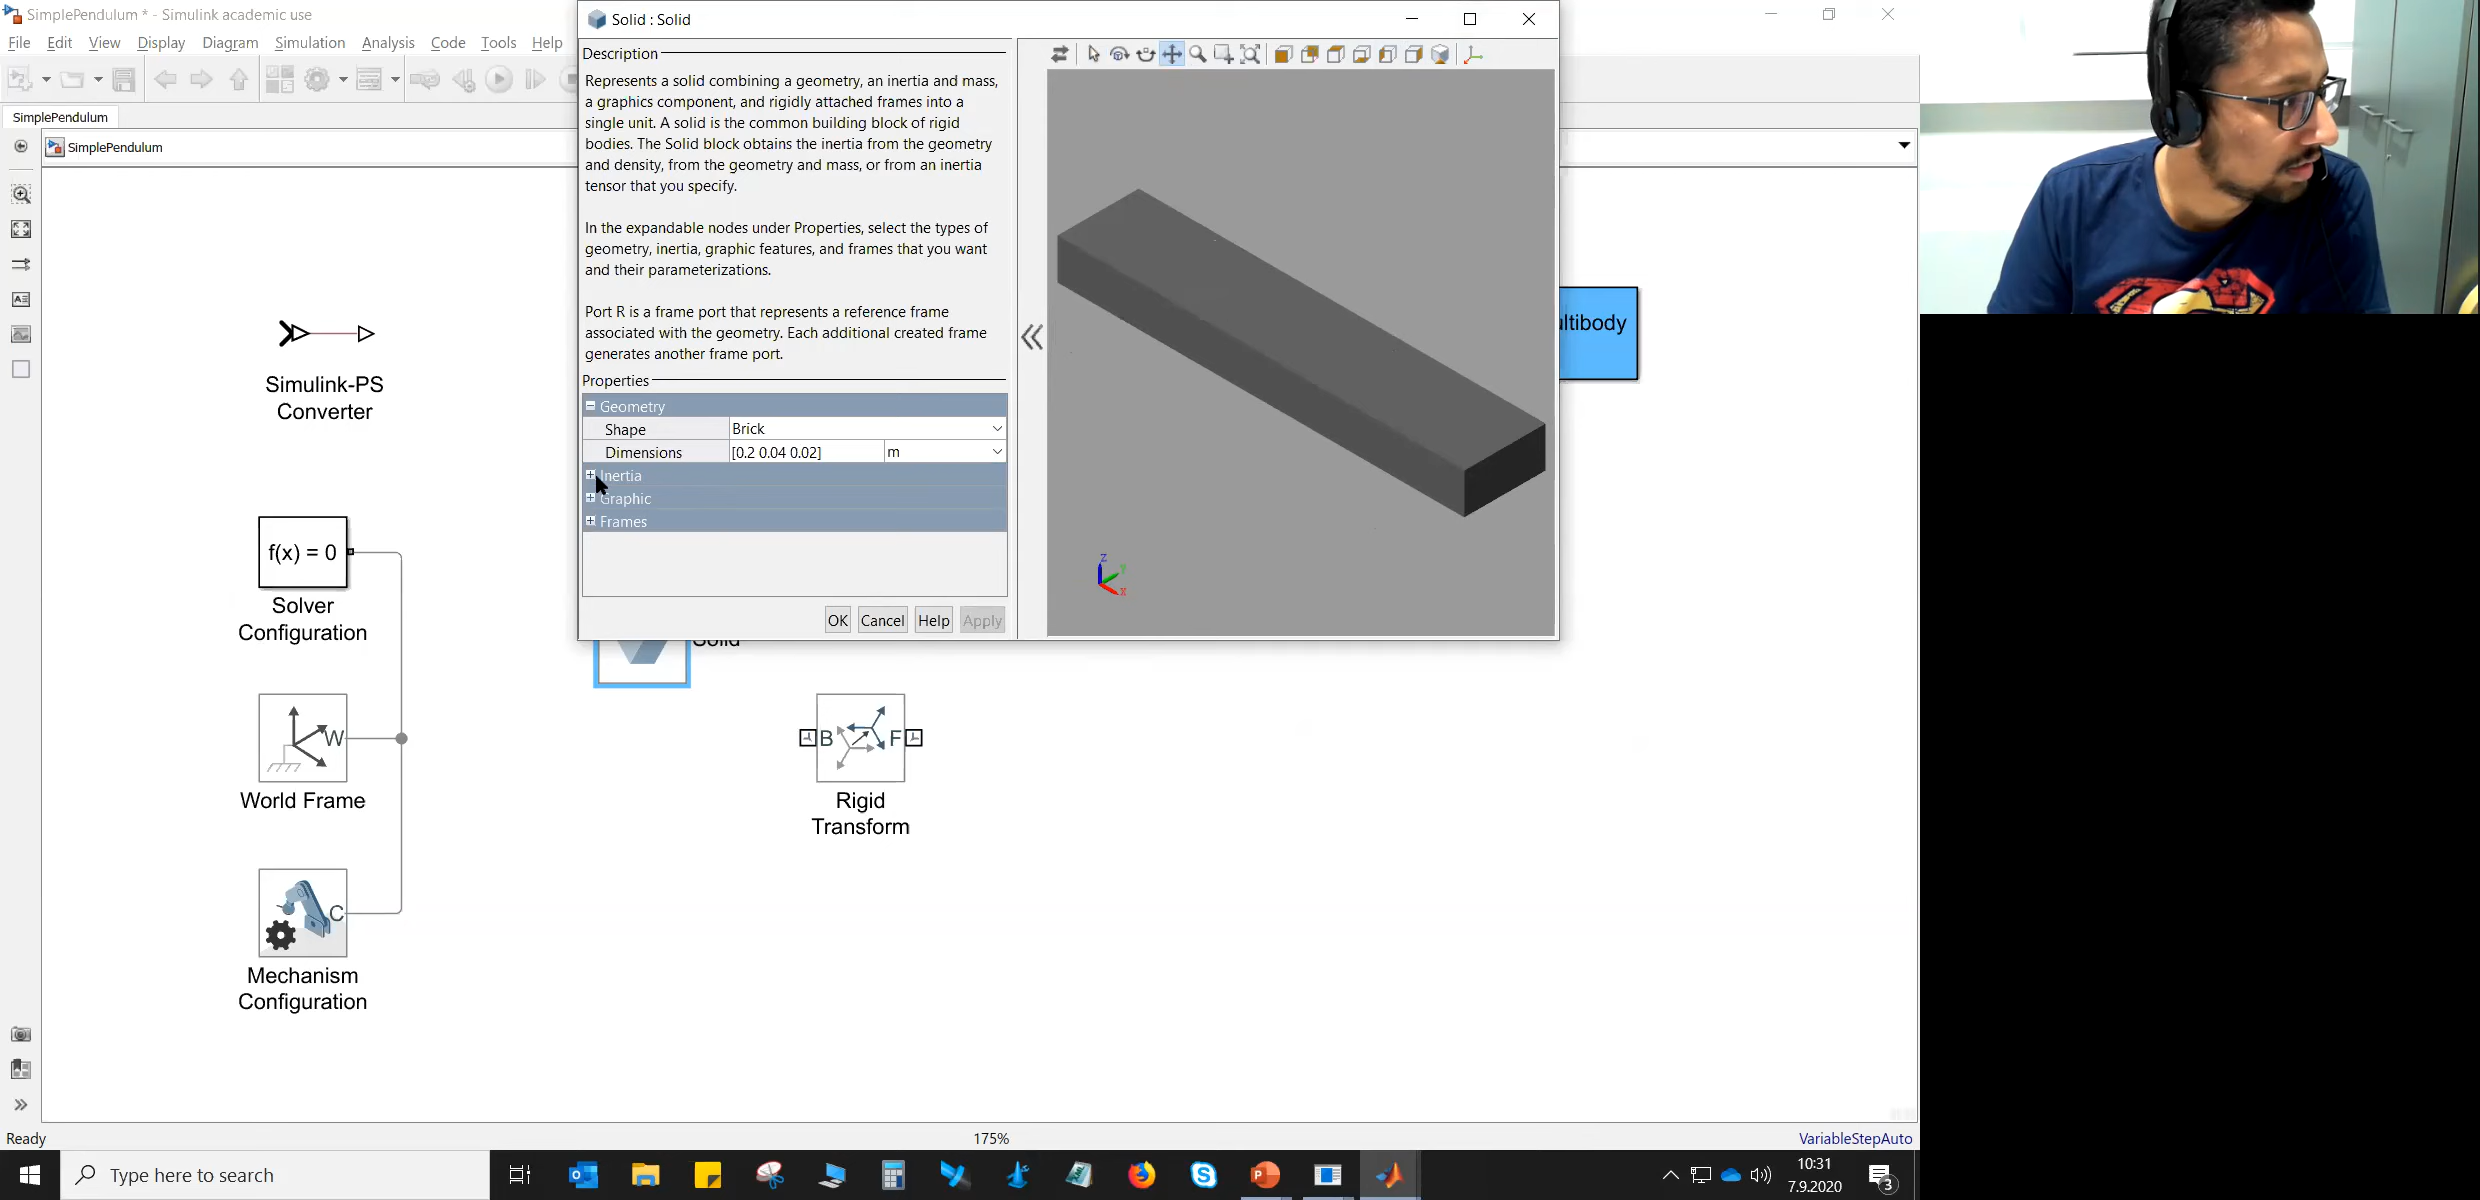 SimplePendulum * - Simulink academic use
File Edit View Display Diagram Simulation Analysis Code Tools Help
SimplePendulum
SimplePendulum
Solid : Solid
Description
Represents a solid combining a geometry, an inertia and mass,
a graphics component, and rigidly attached frames into a
single unit. A solid is the common building block of rigid
bodies. The Solid block obtains the inertia from the geometry
and density, from the geometry and mass, or from an inertia
tensor that you specify.
In the expandable nodes under Properties, select the types of
geometry, inertia, graphic features, and frames that you want
and their parameterizations.
Port R is a frame port that represents a reference frame
associated with the geometry. Each additional created frame
generates another frame port.
Properties
Geometry
Shape Brick
Dimensions [0.2 0.04 0.02] m
Inertia
Graphic
Frames
OK Cancel Help Apply
Z
Y
X
Simulink-PS
Converter
f(x) = 0
Solver
Configuration
W
World Frame
C
Mechanism
Configuration
Solid
B F
Rigid
Transform
ltibody
Ready
175%
VariableStepAuto
Type here to search
10:31
7.9.2020
3